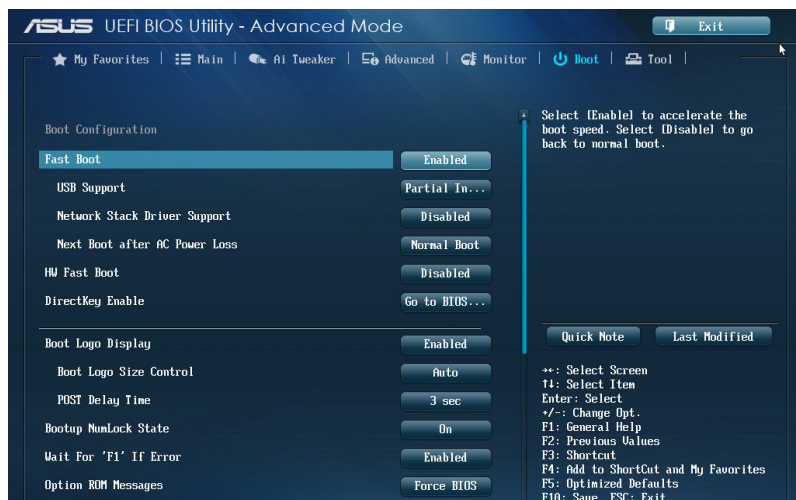 ASUS UEFI BIOS Utility - Advanced Mode
Exit
My Favorites | Main | Ai Tweaker | Advanced | Monitor | Boot | Tool |
Boot Configuration
Fast Boot Enabled
USB Support Partial In...
Network Stack Driver Support Disabled
Next Boot after AC Power Loss Normal Boot
HW Fast Boot Disabled
DirectKey Enable Go to BIOS...
Boot Logo Display Enabled
Boot Logo Size Control Auto
POST Delay Time 3 sec
Bootup NumLock State On
Wait For 'F1' If Error Enabled
Option ROM Messages Force BIOS
Select [Enable] to accelerate the
boot speed. Select [Disable] to go
back to normal boot.
Quick Note Last Modified
→←: Select Screen
↑↓: Select Item
Enter: Select
+/-: Change Opt.
F1: General Help
F2: Previous Values
F3: Shortcut
F4: Add to ShortCut and My Favorites
F5: Optimized Defaults
F10: Save ESC: Exit